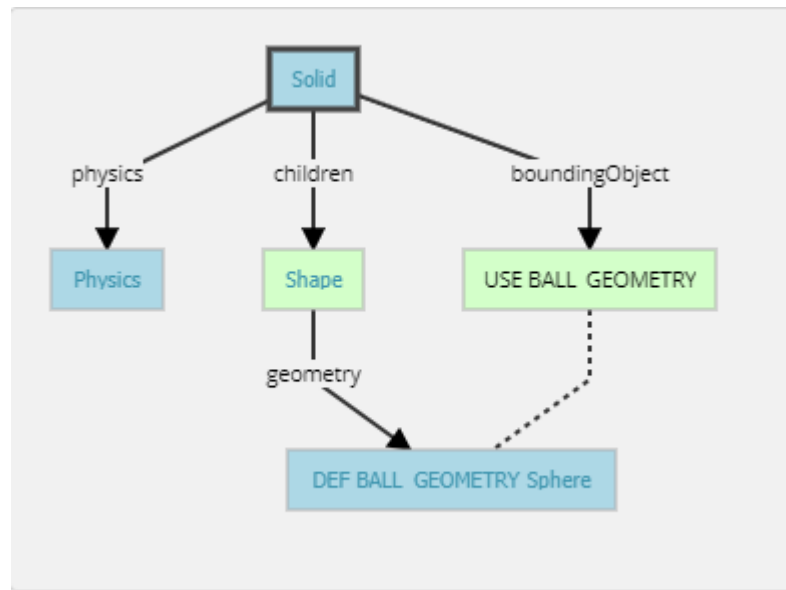 Solid
physics
children
boundingObject
Physics
Shape
USE BALL_GEOMETRY
geometry
DEF BALL_GEOMETRY Sphere